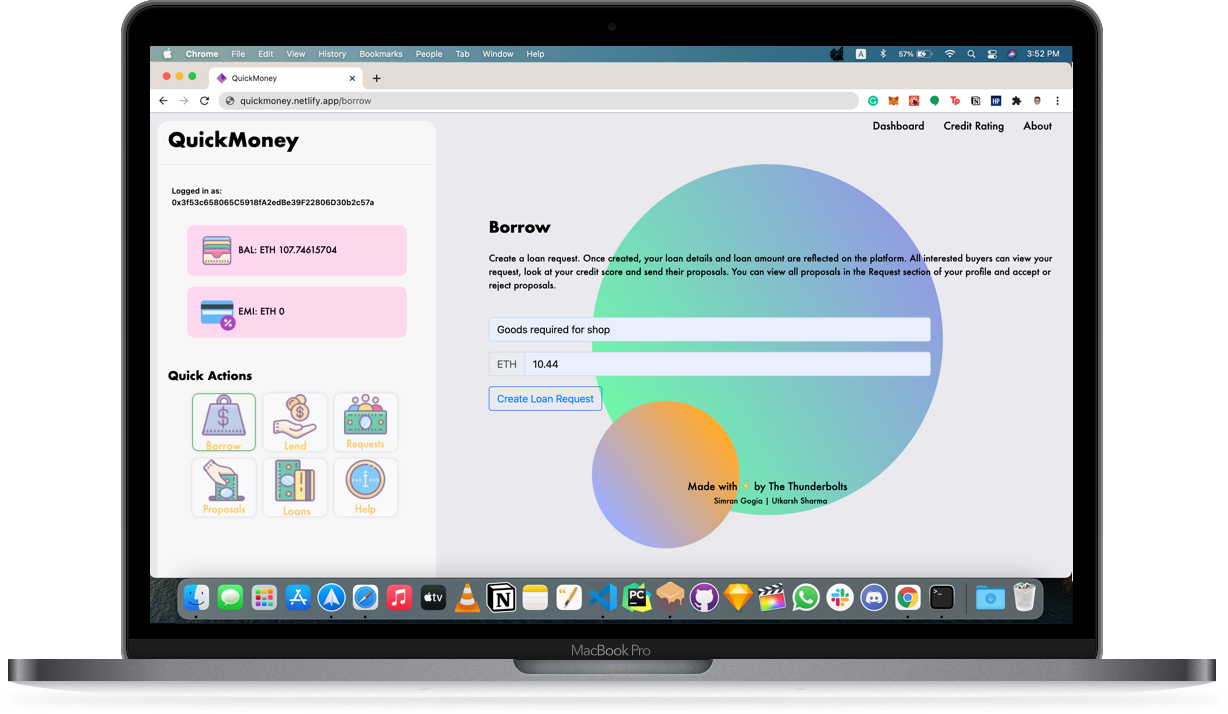 Chrome File Edit View History Bookmarks People Tab Window Help
A 57% 3:52 PM
QuickMoney
quickmoney.netlify.app/borrow
Tp N HP
QuickMoney
Dashboard Credit Rating About
Logged in as:
0x3f53c658065C5918fA2edBe39F22806D30b2c57a
BAL: ETH 107.74615704
EMI: ETH 0
Quick Actions
Borrow Lend Requests
Proposals Loans Help
Borrow
Create a loan request. Once created, your loan details and loan amount are reflected on the platform. All interested buyers can view your
request, look at your credit score and send their proposals. You can view all proposals in the Request section of your profile and accept or
reject proposals.
Goods required for shop
ETH 10.44
Create Loan Request
Made with by The Thunderbolts
Simran Gogia | Utkarsh Sharma
tv N PC >_
MacBook Pro